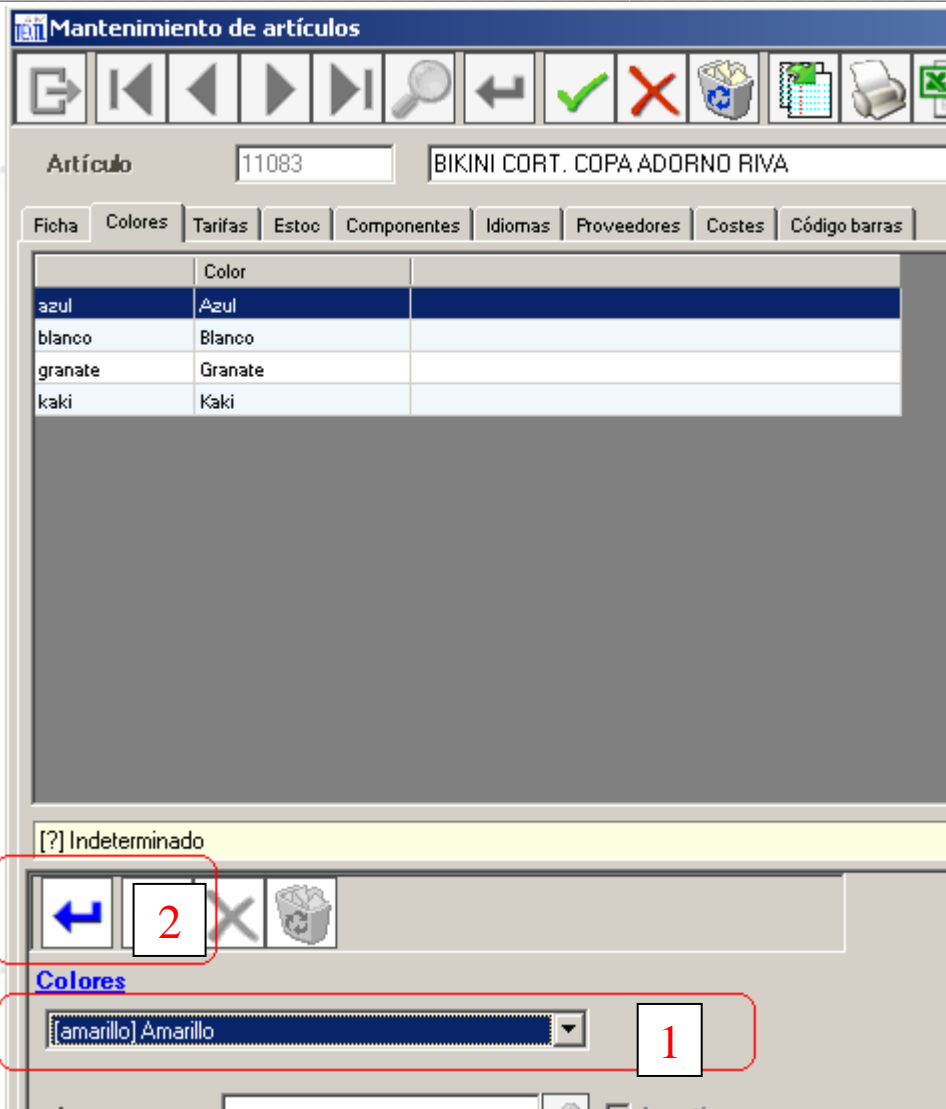 Mantenimiento de artículos
Artículo 11083 BIKINI CORT. COPA ADORNO RIVA
Ficha Colores Tarifas Estoc Componentes Idiomas Proveedores Costes Código barras
Color
azul Azul
blanco Blanco
granate Granate
kaki Kaki
[?] Indeterminado
2
Colores
[amarillo] Amarillo
1